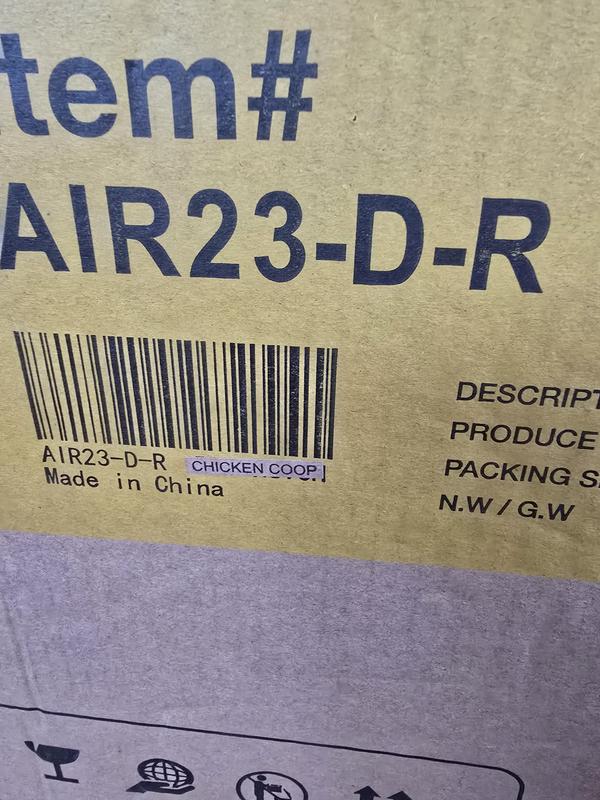 tem#
AIR23-D-R
AIR23-D-R CHICKEN COOP
Made in China
DESCRIPT
PRODUCE
PACKING S
N.W / G.W